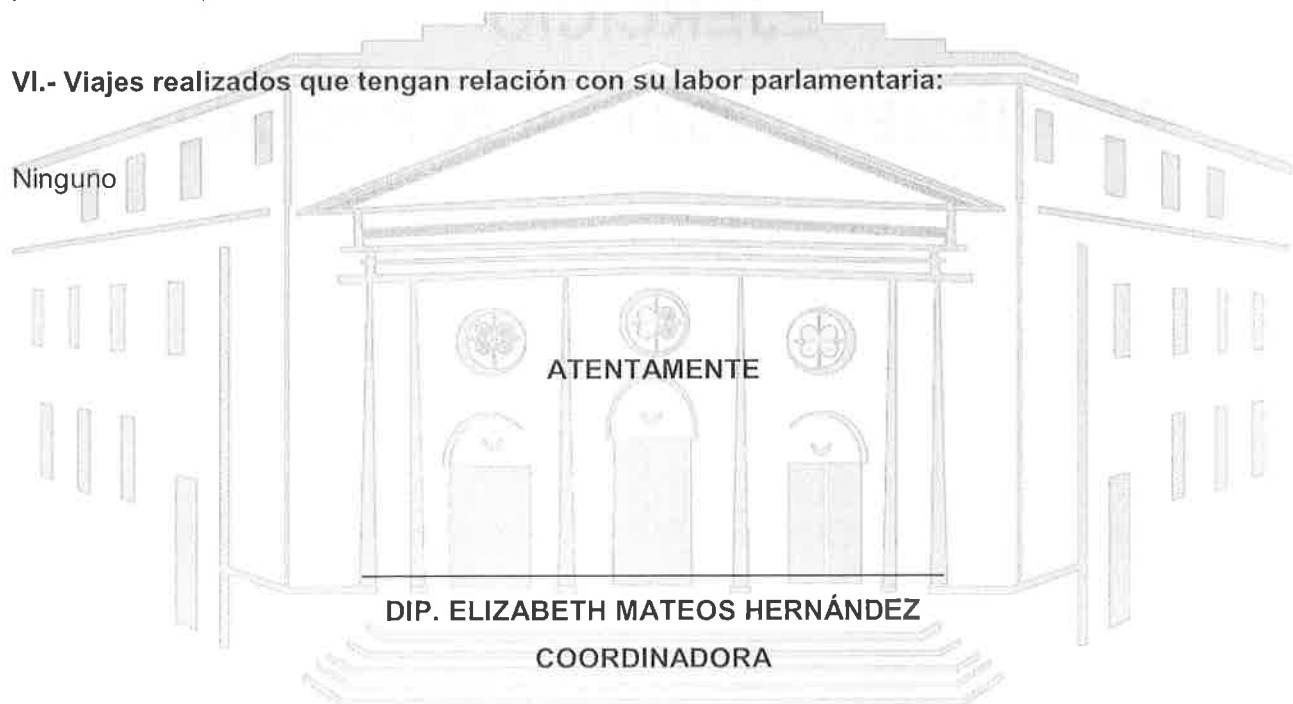 VI.- Viajes realizados que tengan relación con su labor parlamentaria:
Ninguno
ATENTAMENTE
DIP. ELIZABETH MATEOS HERNÁNDEZ
COORDINADORA